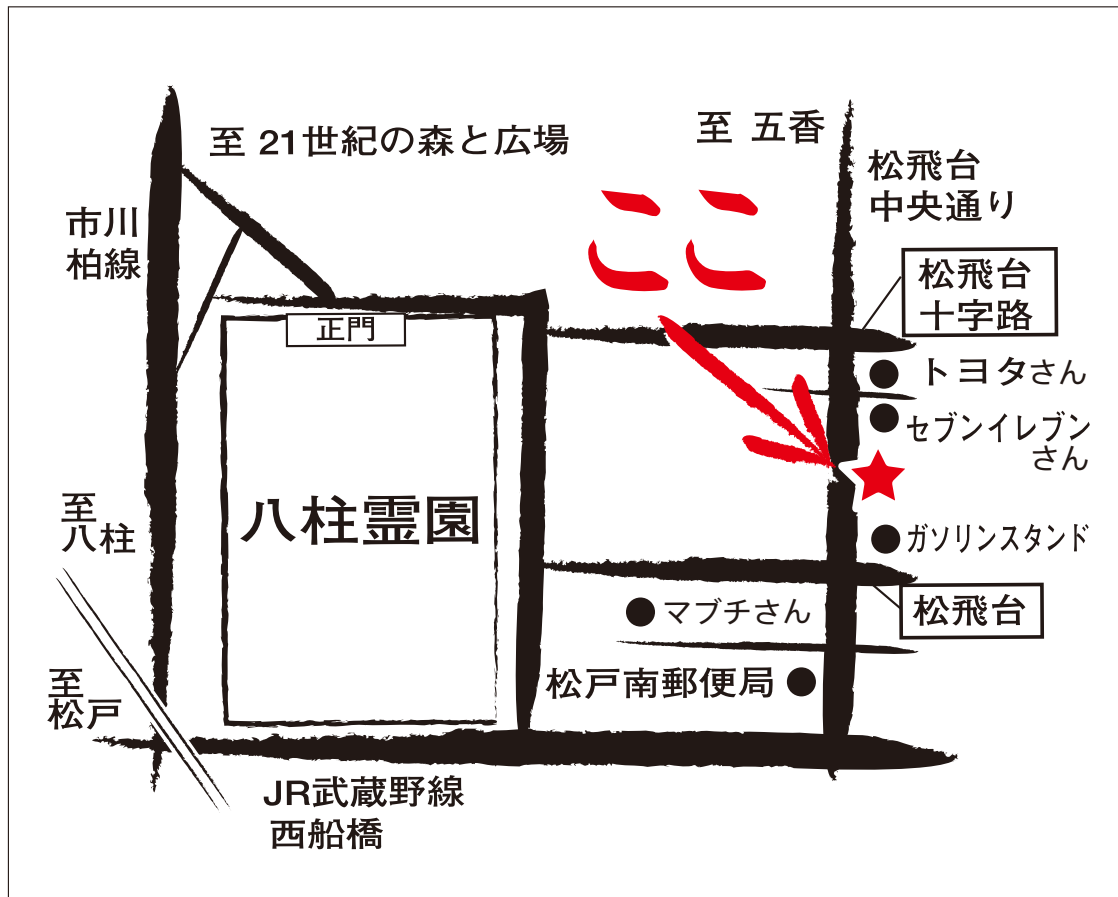 至 21世紀の森と広場
至 五香
松飛台
中央通り
市川
柏線
ここ
松飛台
十字路
正門
トヨタさん
セブンイレブン
さん
八柱霊園
至
八柱
ガソリンスタンド
マブチさん
松飛台
至
松戸
松戸南郵便局
JR武蔵野線
西船橋